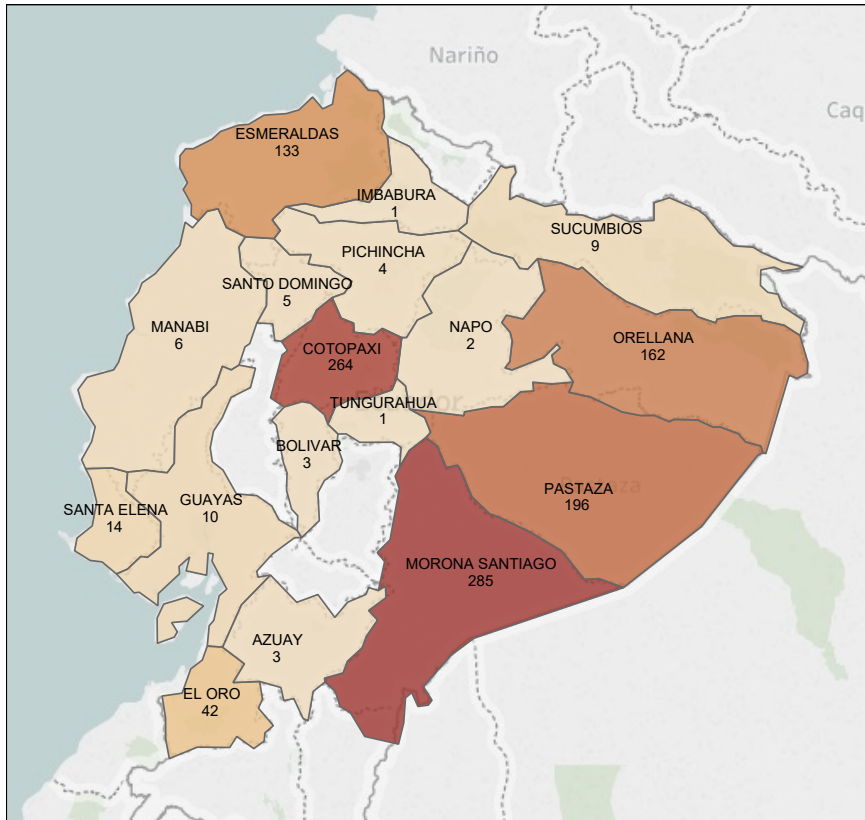 Nariño
Caq
ESMERALDAS
133
IMBABURA
1
SUCUMBIOS
9
PICHINCHA
4
SANTO DOMINGO
5
MANABI
6
NAPO
2
ORELLANA
162
COTOPAXI
264
TUNGURAHUA
1
BOLIVAR
3
PASTAZA
196
SANTA ELENA
14
GUAYAS
10
MORONA SANTIAGO
285
AZUAY
3
EL ORO
42